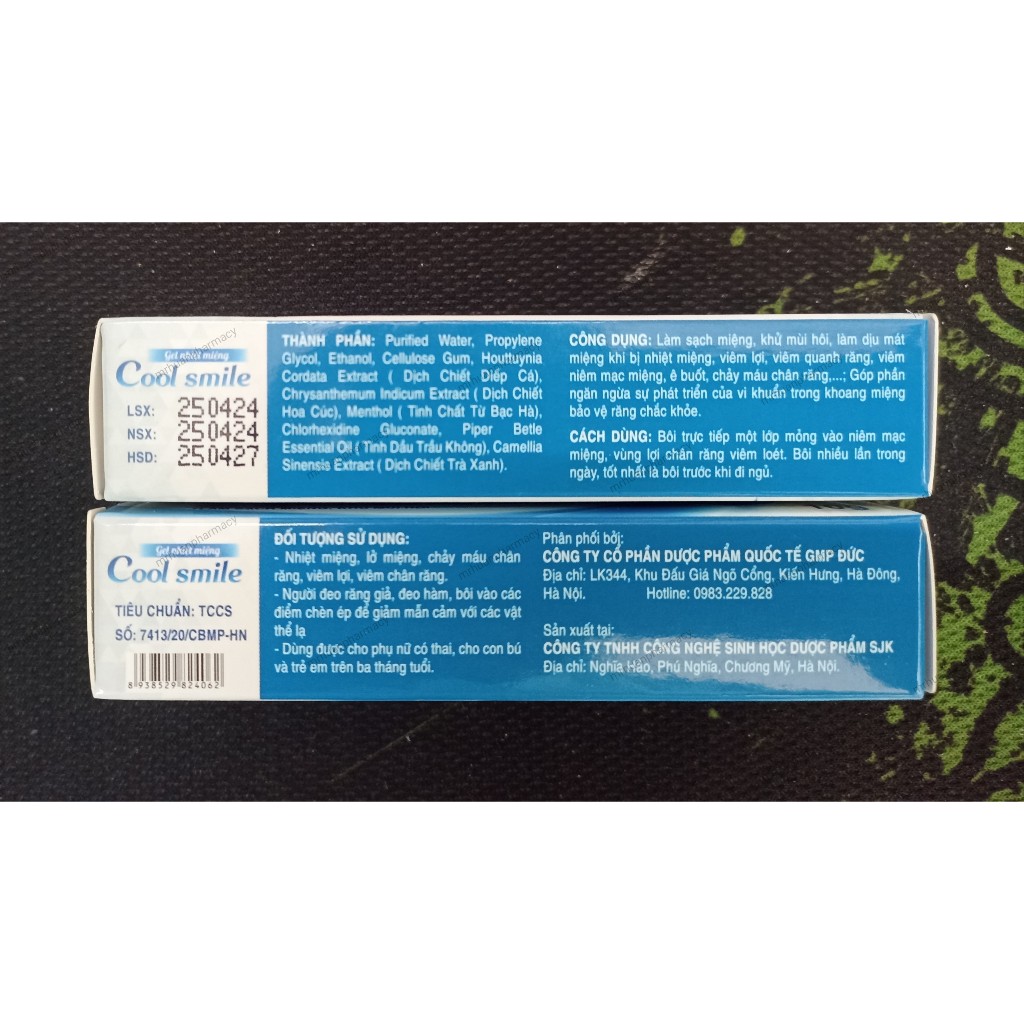 Gel nhiệt miệng
Cool smile
LSX: 250424
NSX: 250424
HSD: 250427
THÀNH PHẦN: Purified Water, Propylene
Glycol, Ethanol, Cellulose Gum, Houttuynia
Cordata Extract ( Dịch Chiết Diếp Cá),
Chrysanthemum Indicum Extract ( Dịch Chiết
Hoa Cúc), Menthol ( Tinh Chất Từ Bạc Hà),
Chlorhexidine Gluconate, Piper Betle
Essential Oil ( Tinh Dầu Trầu Không), Camellia
Sinensis Extract ( Dịch Chiết Trà Xanh).
CÔNG DỤNG: Làm sạch miệng, khử mùi hôi, làm dịu mát
miệng khi bị nhiệt miệng, viêm lợi, viêm quanh răng, viêm
niêm mạc miệng, ê buốt, chảy máu chân răng,...; Góp phần
ngăn ngừa sự phát triển của vi khuẩn trong khoang miệng
bảo vệ răng chắc khỏe.
CÁCH DÙNG: Bôi trực tiếp một lớp mỏng vào niêm mạc
miệng, vùng lợi chân răng viêm loét. Bôi nhiều lần trong
ngày, tốt nhất là bôi trước khi đi ngủ.
Gel nhiệt miệng
Cool smile
TIÊU CHUẨN: TCCS
SỐ: 7413/20/CBMP-HN
8 938529 824062
ĐỐI TƯỢNG SỬ DỤNG:
- Nhiệt miệng, lở miệng, chảy máu chân
răng, viêm lợi, viêm chân răng.
- Người đeo răng giả, đeo hàm, bôi vào các
điểm chèn ép để giảm mẫn cảm với các vật
thể lạ
- Dùng được cho phụ nữ có thai, cho con bú
và trẻ em trên ba tháng tuổi.
Phân phối bởi:
CÔNG TY CỔ PHẦN DƯỢC PHẨM QUỐC TẾ GMP ĐỨC
Địa chỉ: LK344, Khu Đấu Giá Ngõ Cổng, Kiến Hưng, Hà Đông,
Hà Nội. Hotline: 0983.229.828
Sản xuất tại:
CÔNG TY TNHH CÔNG NGHỆ SINH HỌC DƯỢC PHẨM SJK
Địa chỉ: Nghĩa Hảo, Phú Nghĩa, Chương Mỹ, Hà Nội.